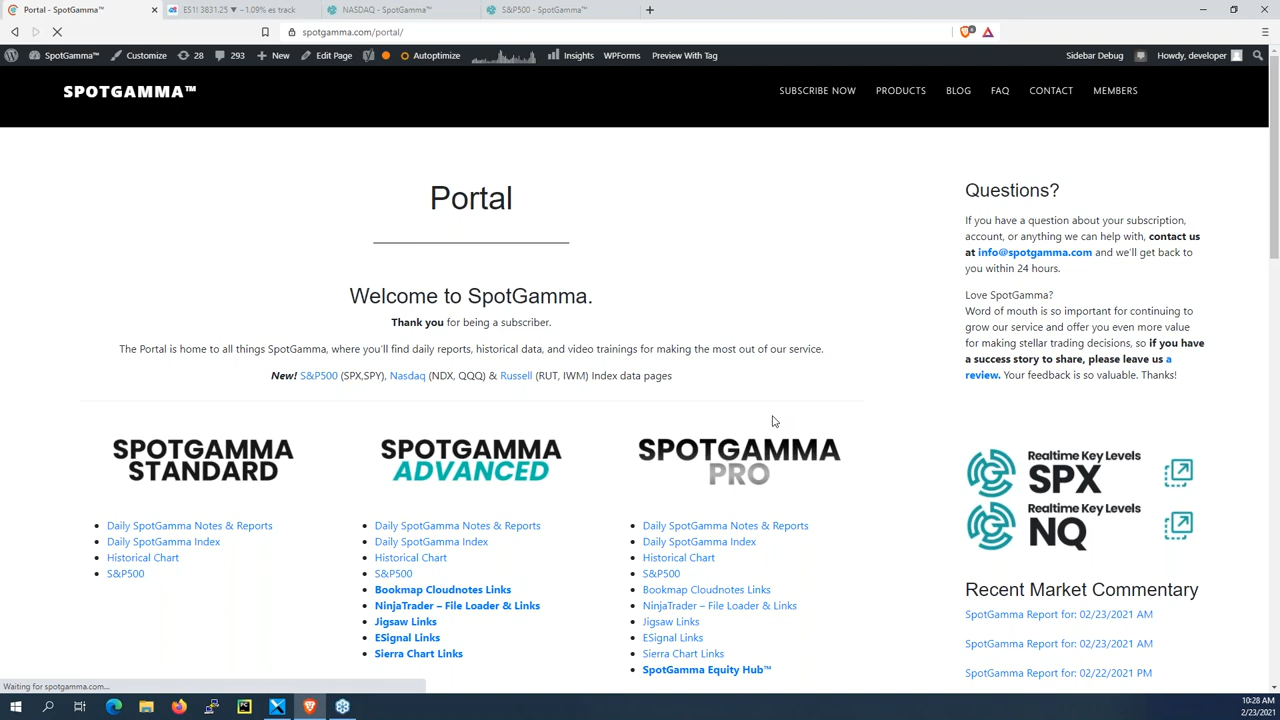 Portal - SpotGamma™
ES1! 3831.25 ▼ −1.09% es track
NASDAQ - SpotGamma™
S&P500 - SpotGamma™
spotgamma.com/portal/
SpotGamma™
Customize
28
293
New
Edit Page
Autoptimize
Insights
WPForms
Preview With Tag
Sidebar Debug
Howdy, developer
SPOTGAMMA™
SUBSCRIBE NOW
PRODUCTS
BLOG
FAQ
CONTACT
MEMBERS
Portal
Welcome to SpotGamma.
Thank you for being a subscriber.
The Portal is home to all things SpotGamma, where you'll find daily reports, historical data, and video trainings for making the most out of our service.
New! S&P500 (SPX,SPY), Nasdaq (NDX, QQQ) & Russell (RUT, IWM) Index data pages
SPOTGAMMA
STANDARD
Daily SpotGamma Notes & Reports
Daily SpotGamma Index
Historical Chart
S&P500
SPOTGAMMA
ADVANCED
Daily SpotGamma Notes & Reports
Daily SpotGamma Index
Historical Chart
S&P500
Bookmap Cloudnotes Links
NinjaTrader – File Loader & Links
Jigsaw Links
ESignal Links
Sierra Chart Links
SPOTGAMMA
PRO
Daily SpotGamma Notes & Reports
Daily SpotGamma Index
Historical Chart
S&P500
Bookmap Cloudnotes Links
NinjaTrader – File Loader & Links
Jigsaw Links
ESignal Links
Sierra Chart Links
SpotGamma Equity Hub™
Questions?
If you have a question about your subscription,
account, or anything we can help with, contact us
at info@spotgamma.com and we'll get back to
you within 24 hours.
Love SpotGamma?
Word of mouth is so important for continuing to
grow our service and offer you even more value
for making stellar trading decisions, so if you have
a success story to share, please leave us a
review. Your feedback is so valuable. Thanks!
Realtime Key Levels
SPX
Realtime Key Levels
NQ
Recent Market Commentary
SpotGamma Report for: 02/23/2021 AM
SpotGamma Report for: 02/23/2021 AM
SpotGamma Report for: 02/22/2021 PM
Waiting for spotgamma.com...
10:28 AM
2/23/2021